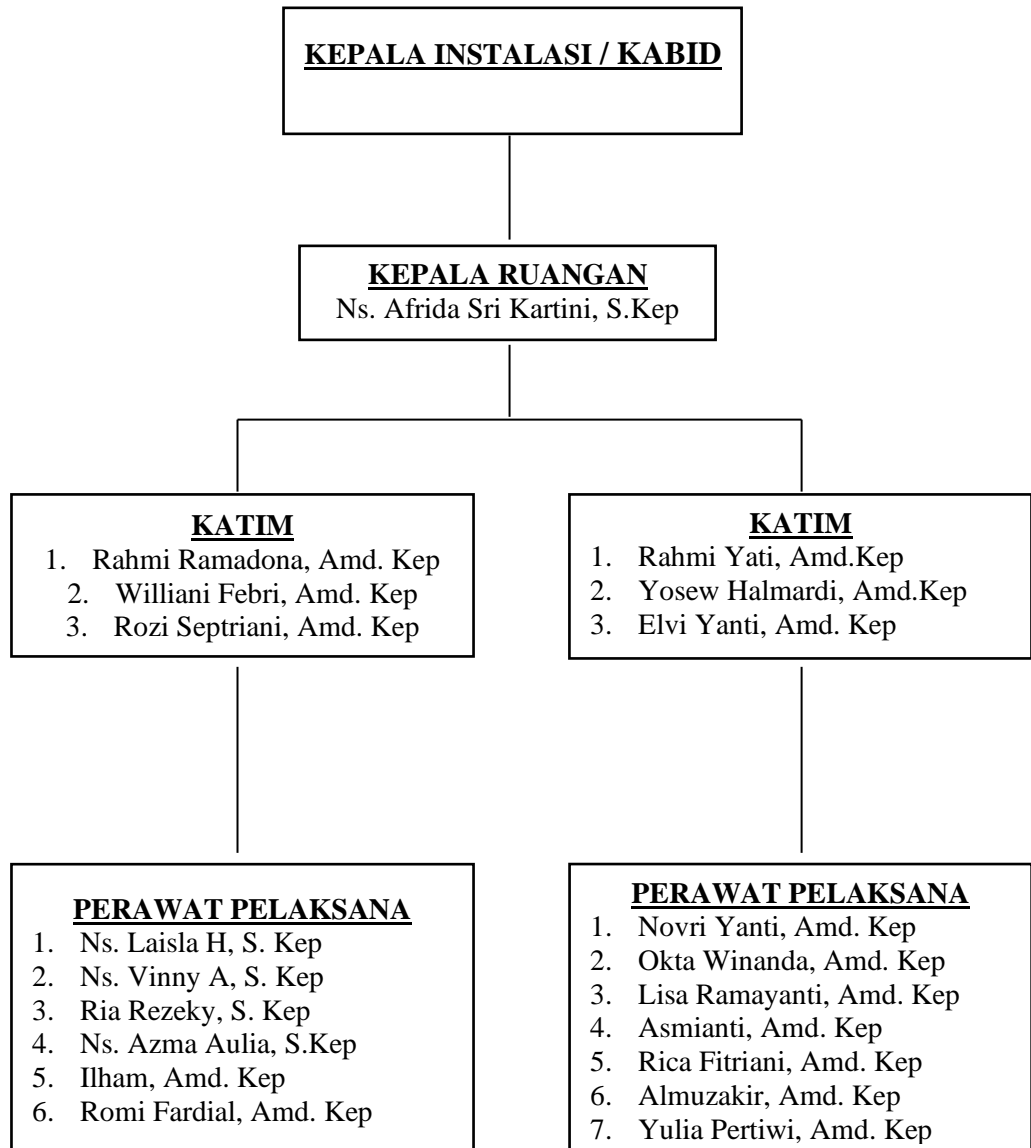 KEPALA INSTALASI / KABID
KEPALA RUANGAN
Ns. Afrida Sri Kartini, S.Kep
KATIM
1. Rahmi Ramadona, Amd. Kep
2. Williani Febri, Amd. Kep
3. Rozi Septriani, Amd. Kep
KATIM
1. Rahmi Yati, Amd.Kep
2. Yosew Halmardi, Amd.Kep
3. Elvi Yanti, Amd. Kep
PERAWAT PELAKSANA
1. Ns. Laisla H, S. Kep
2. Ns. Vinny A, S. Kep
3. Ria Rezeky, S. Kep
4. Ns. Azma Aulia, S.Kep
5. Ilham, Amd. Kep
6. Romi Fardial, Amd. Kep
PERAWAT PELAKSANA
1. Novri Yanti, Amd. Kep
2. Okta Winanda, Amd. Kep
3. Lisa Ramayanti, Amd. Kep
4. Asmianti, Amd. Kep
5. Rica Fitriani, Amd. Kep
6. Almuzakir, Amd. Kep
7. Yulia Pertiwi, Amd. Kep